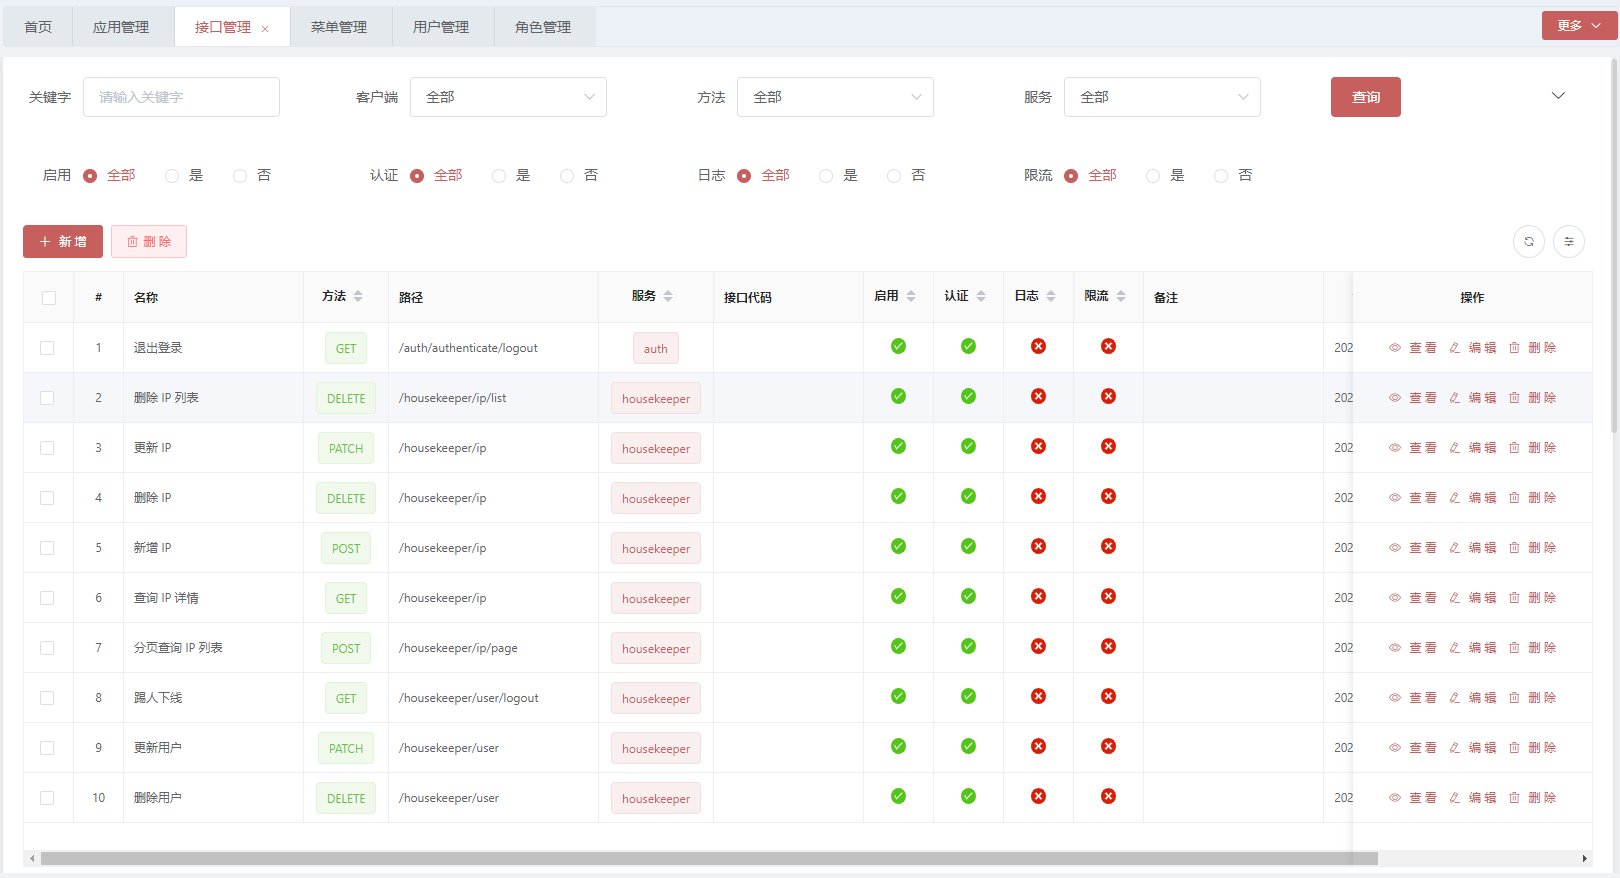 首页 应用管理 接口管理 × 菜单管理 用户管理 角色管理 更多
关键字 请输入关键字 客户端 全部 方法 全部 服务 全部 查询
启用 全部 是 否 认证 全部 是 否 日志 全部 是 否 限流 全部 是 否
+ 新增 删除
# 名称 方法 路径 服务 接口代码 启用 认证 日志 限流 备注 操作
1 退出登录 GET /auth/authenticate/logout auth 202 查看 编辑 删除
2 删除 IP 列表 DELETE /housekeeper/ip/list housekeeper 202 查看 编辑 删除
3 更新 IP PATCH /housekeeper/ip housekeeper 202 查看 编辑 删除
4 删除 IP DELETE /housekeeper/ip housekeeper 202 查看 编辑 删除
5 新增 IP POST /housekeeper/ip housekeeper 202 查看 编辑 删除
6 查询 IP 详情 GET /housekeeper/ip housekeeper 202 查看 编辑 删除
7 分页查询 IP 列表 POST /housekeeper/ip/page housekeeper 202 查看 编辑 删除
8 踢人下线 GET /housekeeper/user/logout housekeeper 202 查看 编辑 删除
9 更新用户 PATCH /housekeeper/user housekeeper 202 查看 编辑 删除
10 删除用户 DELETE /housekeeper/user housekeeper 202 查看 编辑 删除